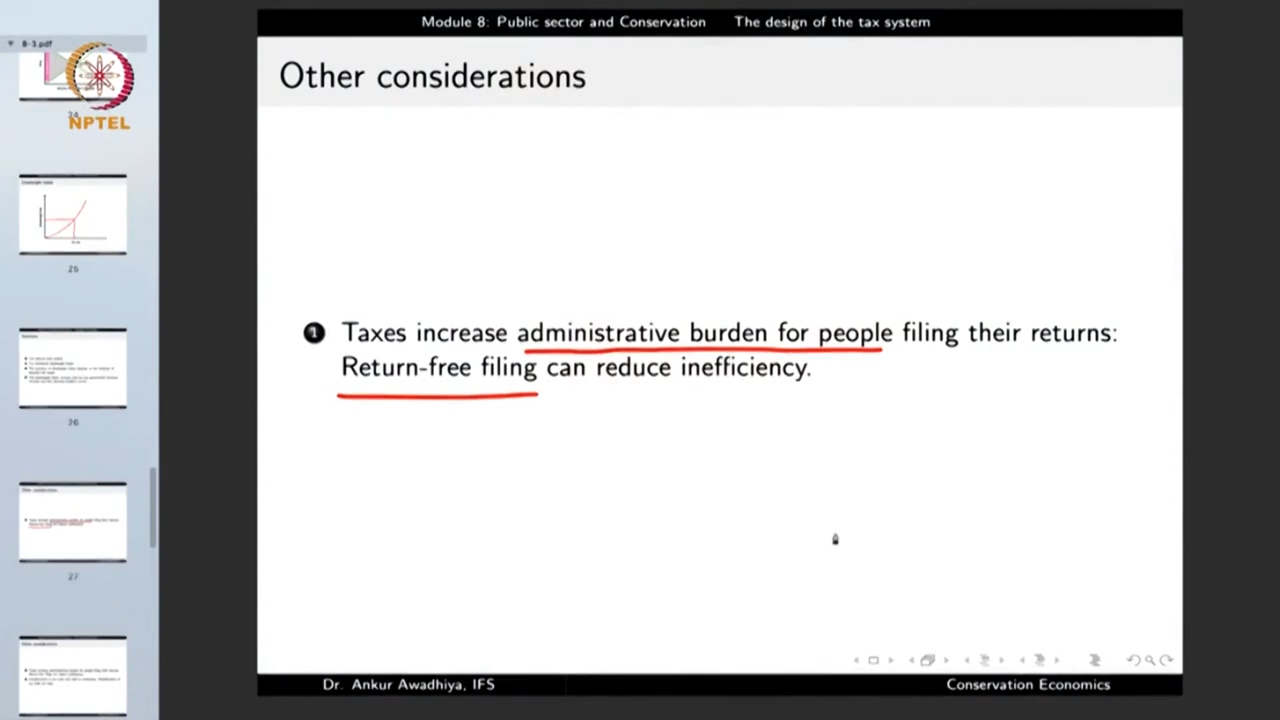 Module 8: Public sector and Conservation The design of the tax system
8-3.pdf
NPTEL
Other considerations
1 Taxes increase administrative burden for people filing their returns:
Return-free filing can reduce inefficiency.
25
26
27
Dr. Ankur Awadhiya, IFS Conservation Economics